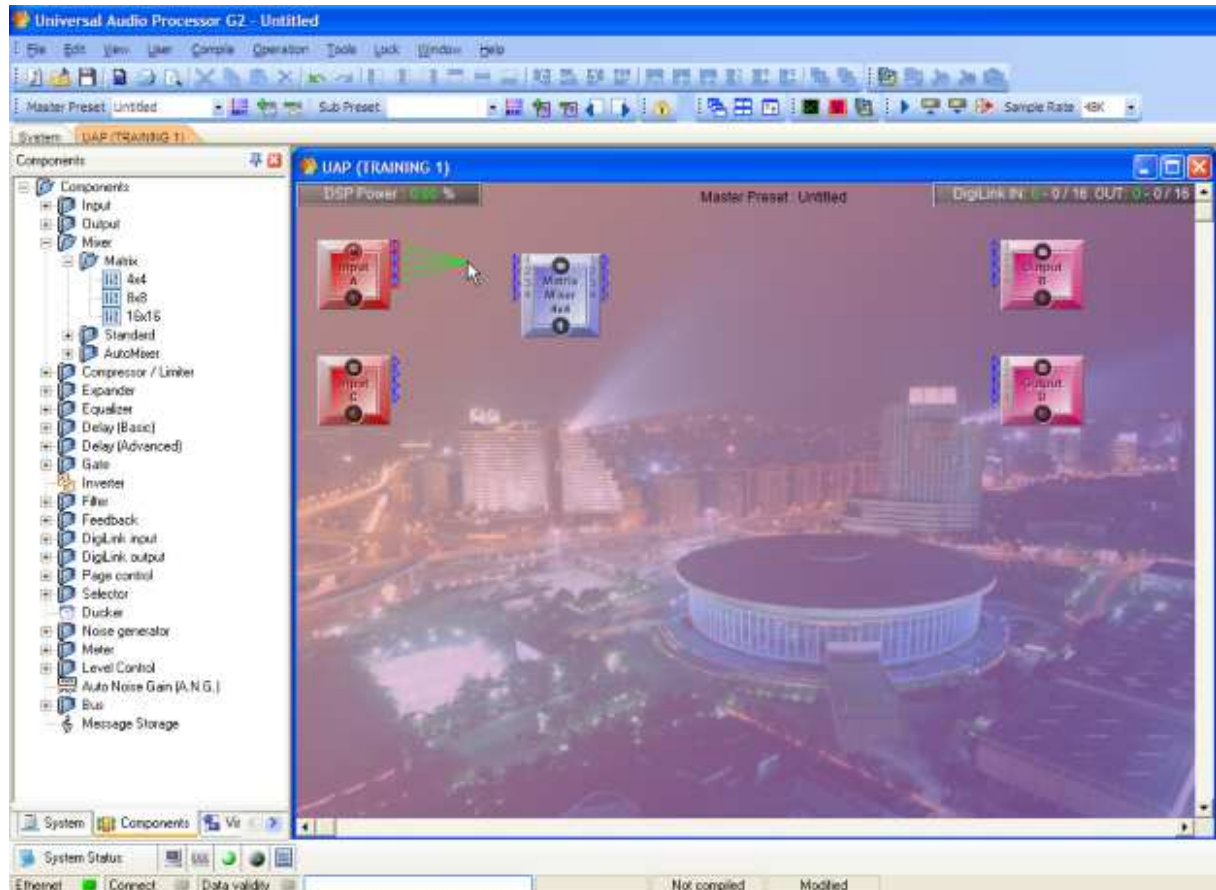 Universal Audio Processor G2 - Untitled
File Edit View User Compile Operation Tools Lock Window Help
Master Preset Untitled Sub Preset Sample Rate 48K
System UAP (TRAINING 1)
Components
Components
Input
Output
Mixer
Matrix
4x4
8x8
16x16
Standard
AutoMixer
Compressor / Limiter
Expander
Equalizer
Delay (Basic)
Delay (Advanced)
Gate
Inverter
Filter
Feedback
DigiLink input
DigiLink output
Page control
Selector
Ducker
Noise generator
Meter
Level Control
Auto Noise Gain (A.N.G.)
Bus
Message Storage
System Components Vir
UAP (TRAINING 1)
DSP Power : 0.00 % Master Preset : Untitled DigiLink IN: 0 - 0 / 16 OUT: 0 - 0 / 16
Input
A
Matrix
Mixer
4x4
Output
B
Input
C
Output
D
System Status:
Ethernet Connect Data validity Not compiled Modified